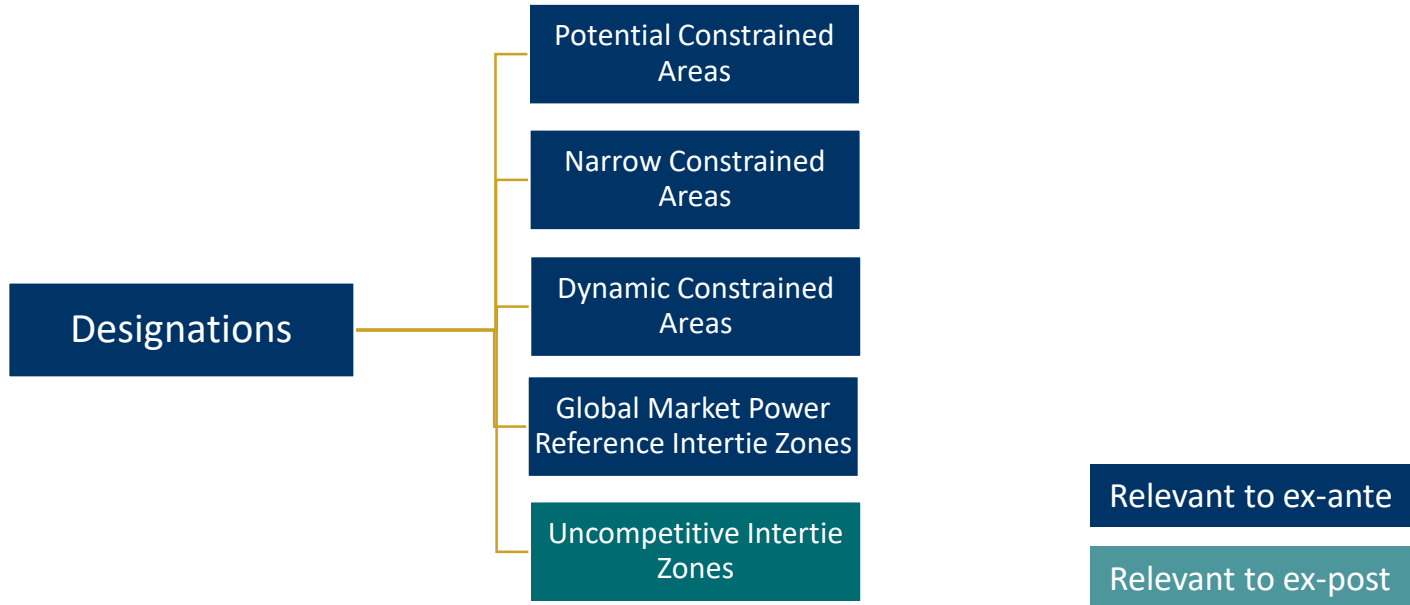 Designations
Potential Constrained
Areas
Narrow Constrained
Areas
Dynamic Constrained
Areas
Global Market Power
Reference Intertie Zones
Uncompetitive Intertie
Zones
Relevant to ex-ante
Relevant to ex-post